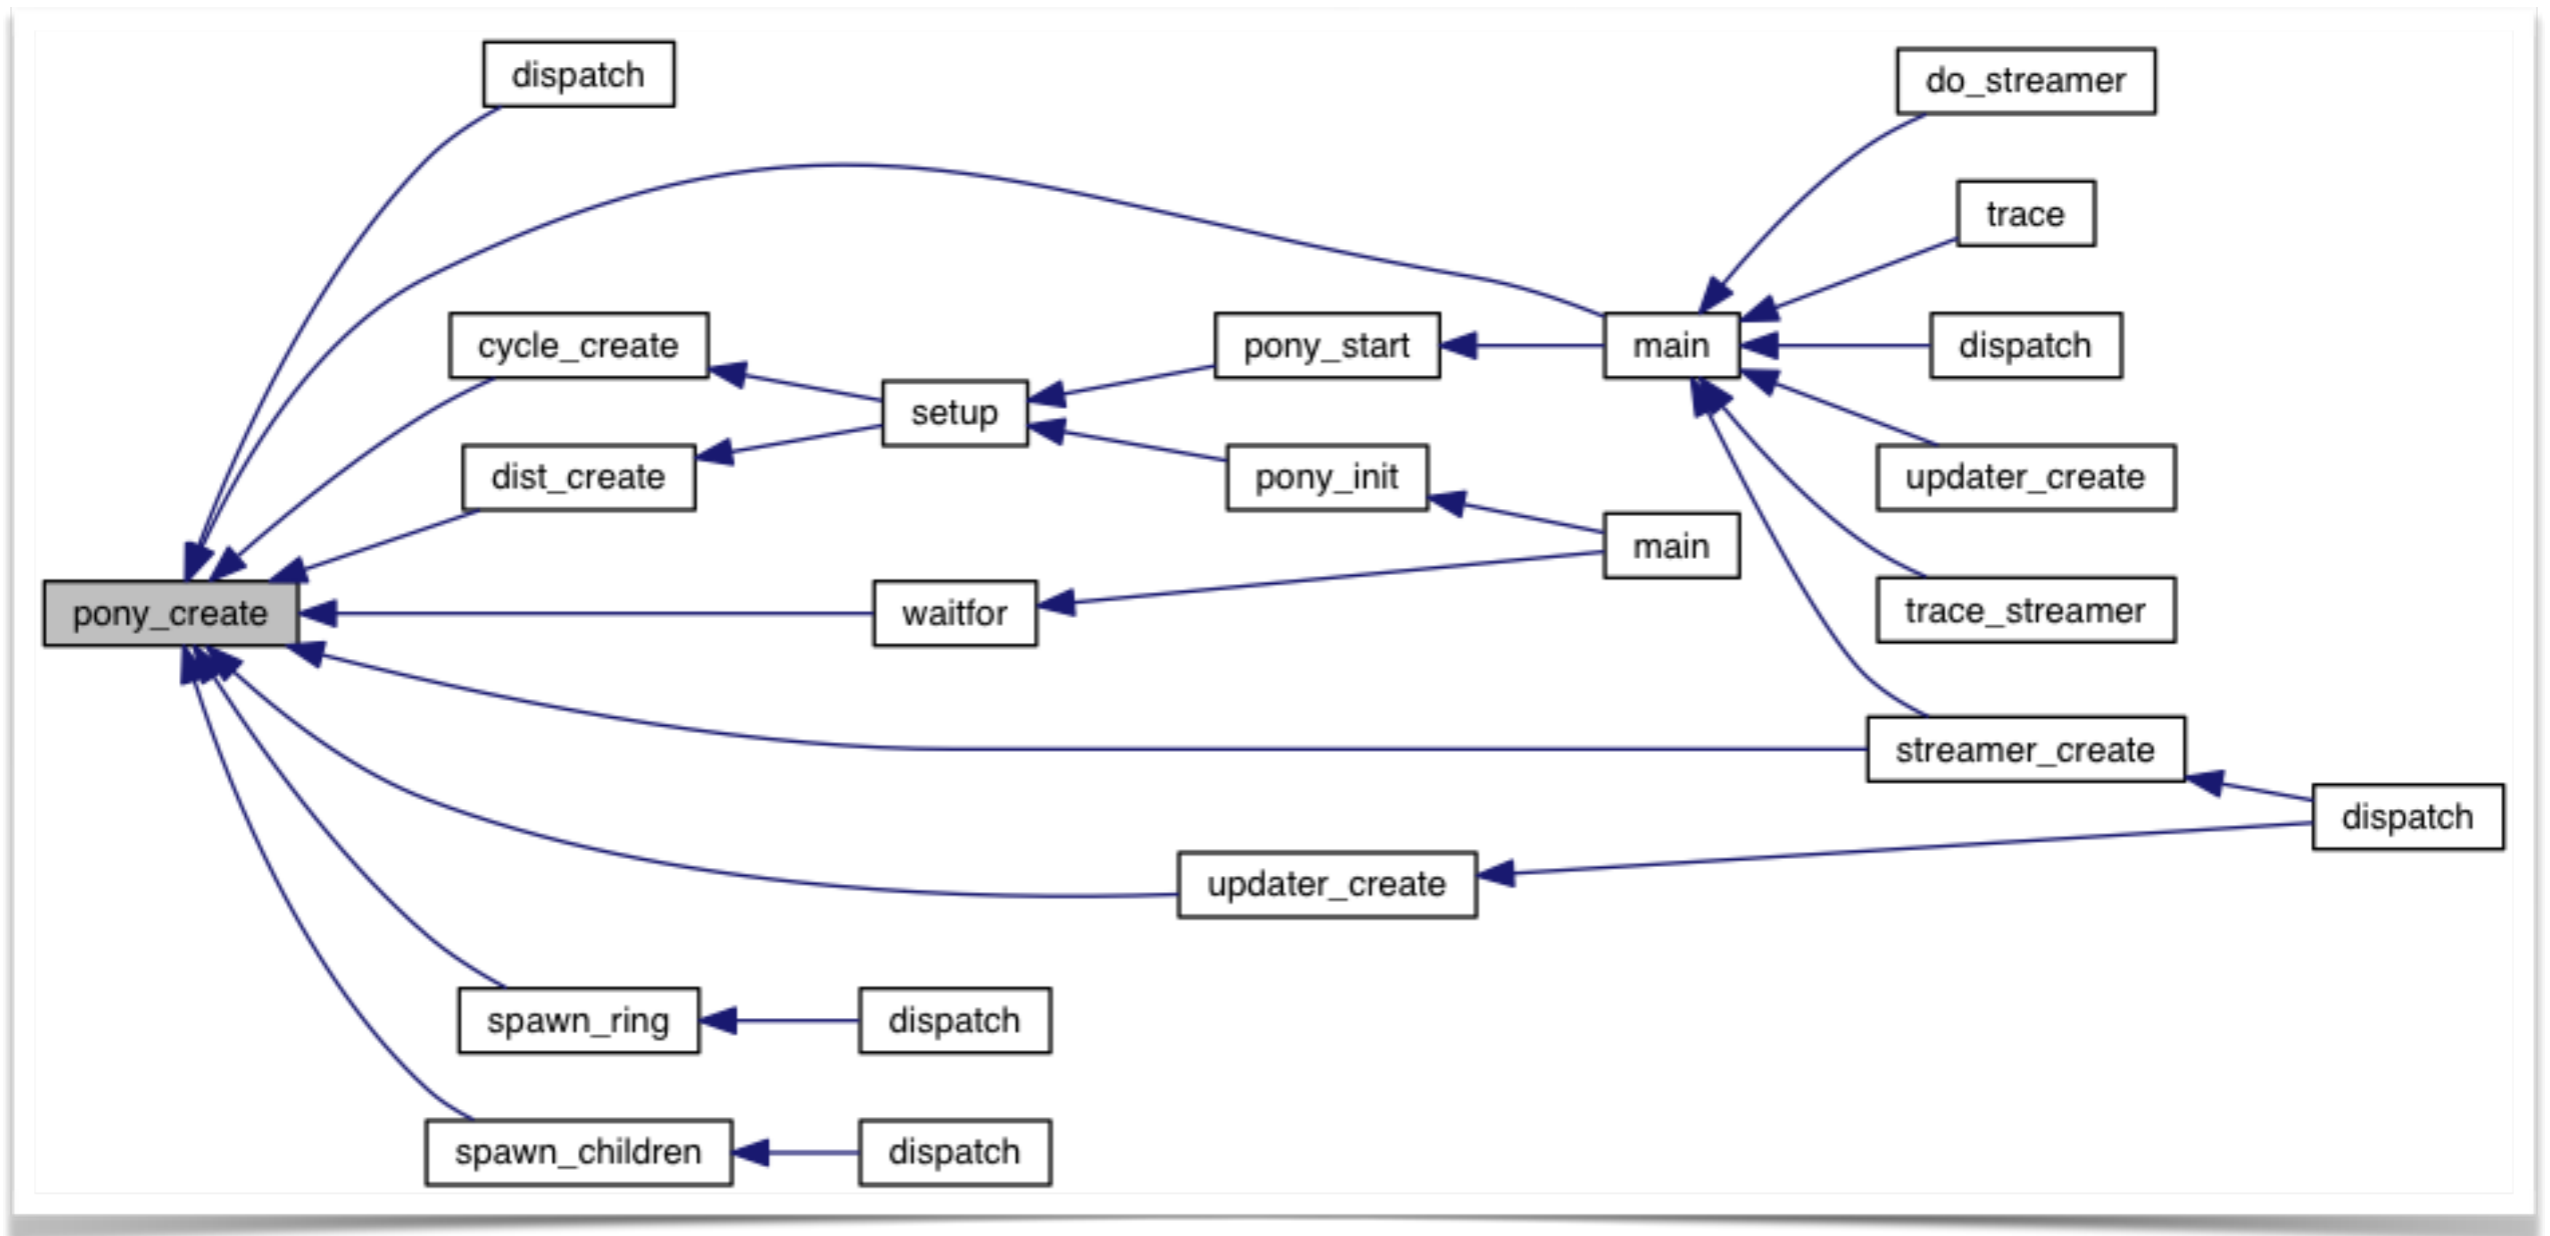 dispatch
do_streamer
trace
cycle_create
pony_start
main
dispatch
setup
dist_create
pony_init
updater_create
main
pony_create
waitfor
trace_streamer
streamer_create
dispatch
updater_create
spawn_ring
dispatch
spawn_children
dispatch